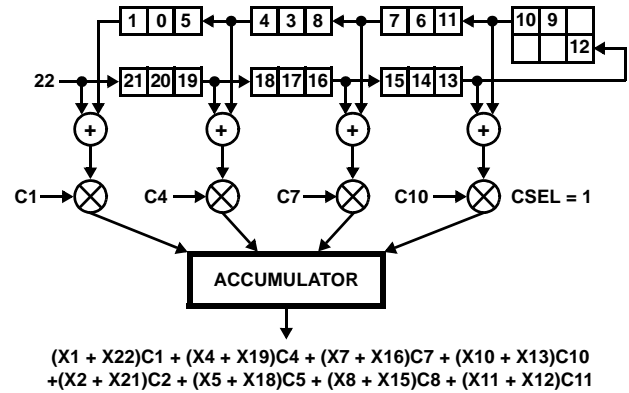 1 0 5 4 3 8 7 6 11 10 9
12
22 21 20 19 18 17 16 15 14 13
+ + + +
C1 C4 C7 C10 CSEL = 1
ACCUMULATOR
(X1 + X22)C1 + (X4 + X19)C4 + (X7 + X16)C7 + (X10 + X13)C10
+(X2 + X21)C2 + (X5 + X18)C5 + (X8 + X15)C8 + (X11 + X12)C11